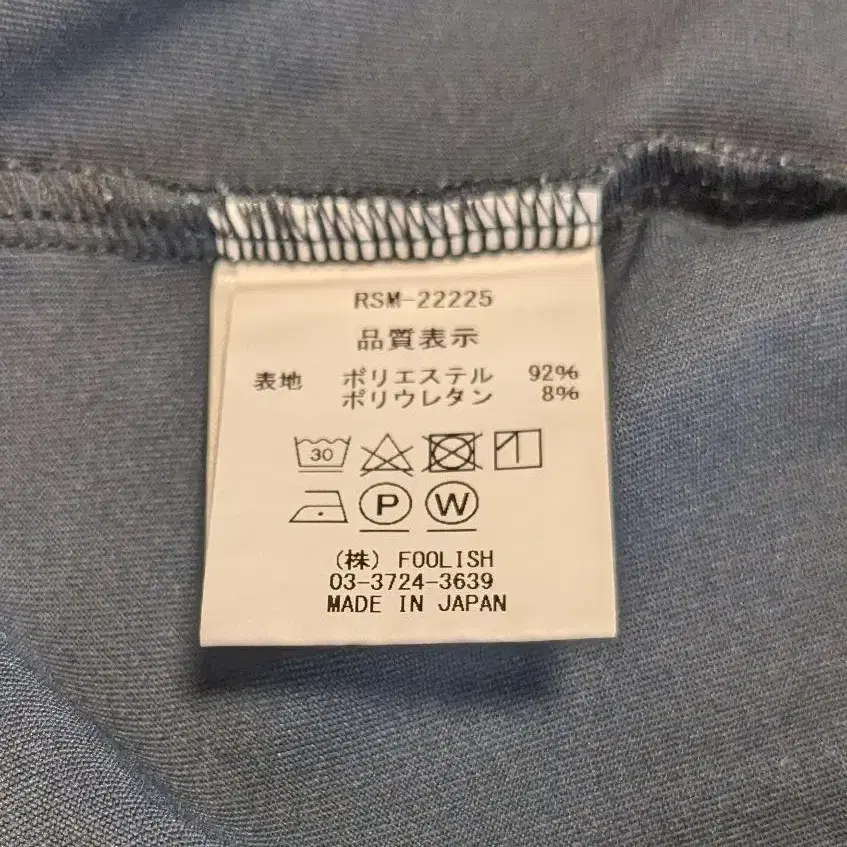 RSM-22225
品質表示
表地 ポリエステル 92%
ポリウレタン 8%
30
P W
(株) FOOLISH
03-3724-3639
MADE IN JAPAN